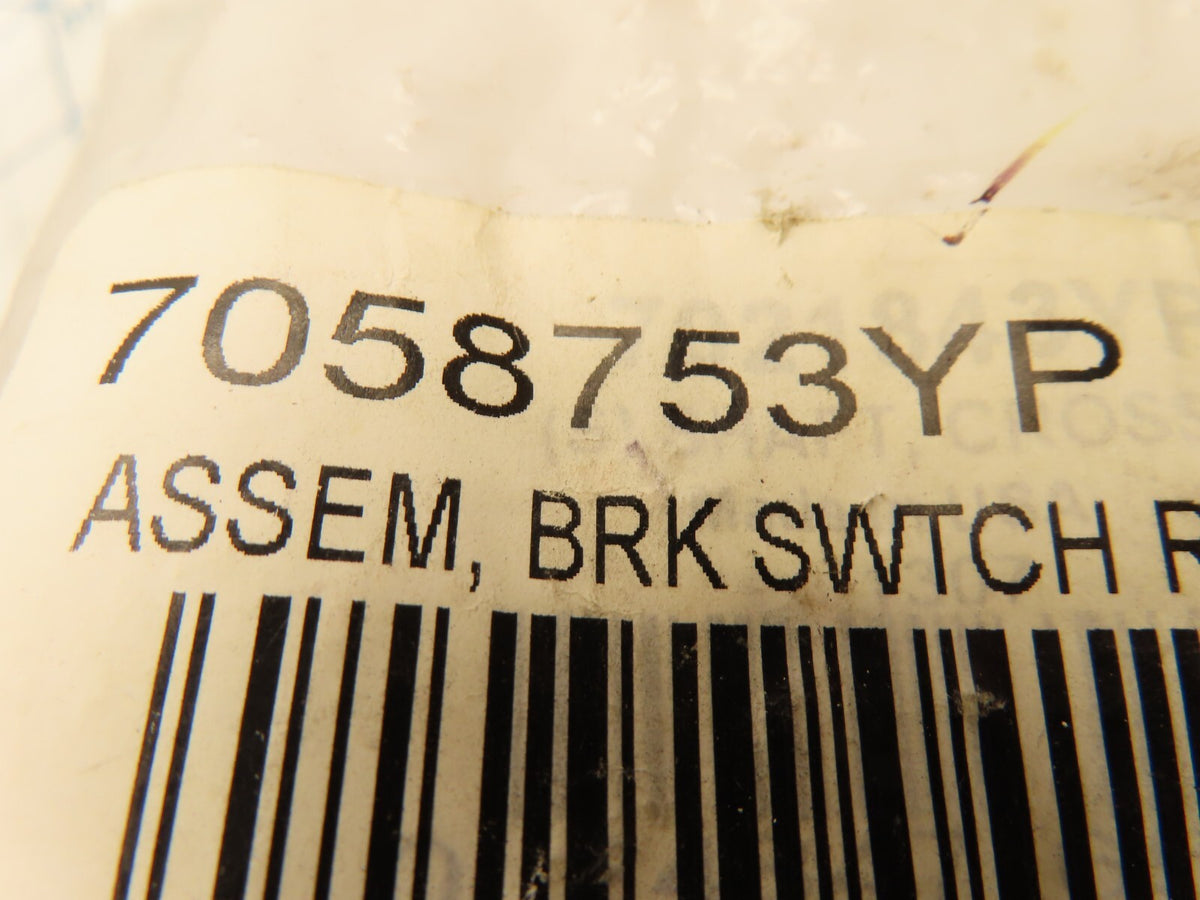 7058753YP
ASSEM, BRK SWTCH R